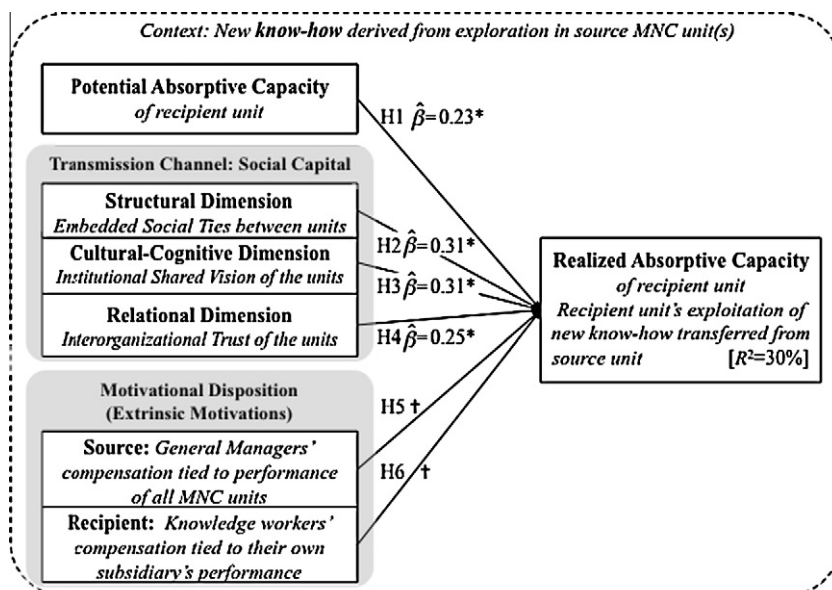 Context: New know-how derived from exploration in source MNC unit(s)
Potential Absorptive Capacity
of recipient unit
H1 β̂=0.23*
Transmission Channel: Social Capital
Structural Dimension
Embedded Social Ties between units
H2 β̂=0.31*
Cultural-Cognitive Dimension
Institutional Shared Vision of the units
H3 β̂=0.31*
Relational Dimension
Interorganizational Trust of the units
H4 β̂=0.25*
Realized Absorptive Capacity
of recipient unit
Recipient unit's exploitation of
new know-how transferred from
source unit [R²=30%]
Motivational Disposition
(Extrinsic Motivations)
H5 †
Source: General Managers'
compensation tied to performance
of all MNC units
H6 †
Recipient: Knowledge workers'
compensation tied to their own
subsidiary's performance